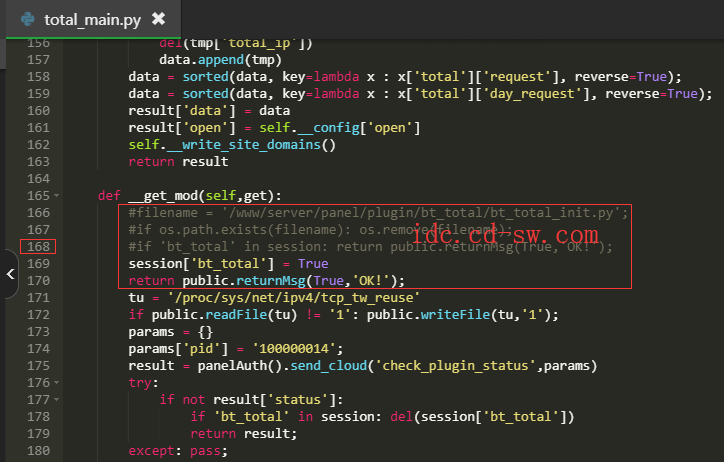 total_main.py ✖
156 del(tmp['total_ip'])
157 data.append(tmp)
158 data = sorted(data, key=lambda x : x['total']['request'], reverse=True);
159 data = sorted(data, key=lambda x : x['total']['day_request'], reverse=True);
160 result['data'] = data
161 result['open'] = self.__config['open']
162 self.__write_site_domains()
163 return result
164
165 def __get_mod(self,get):
166 #filename = '/www/server/panel/plugin/bt_total/bt_total_init.py';
167 #if os.path.exists(filename): os.remove(filename);
idc.cd-sw.com
168 #if 'bt_total' in session: return public.returnMsg(True,'OK!');
169 session['bt_total'] = True
170 return public.returnMsg(True,'OK!');
171 tu = '/proc/sys/net/ipv4/tcp_tw_reuse'
172 if public.readFile(tu) != '1': public.writeFile(tu,'1');
173 params = {}
174 params['pid'] = '100000014';
175 result = panelAuth().send_cloud('check_plugin_status',params)
176 try:
177 if not result['status']:
178 if 'bt_total' in session: del(session['bt_total'])
179 return result;
180 except: pass;